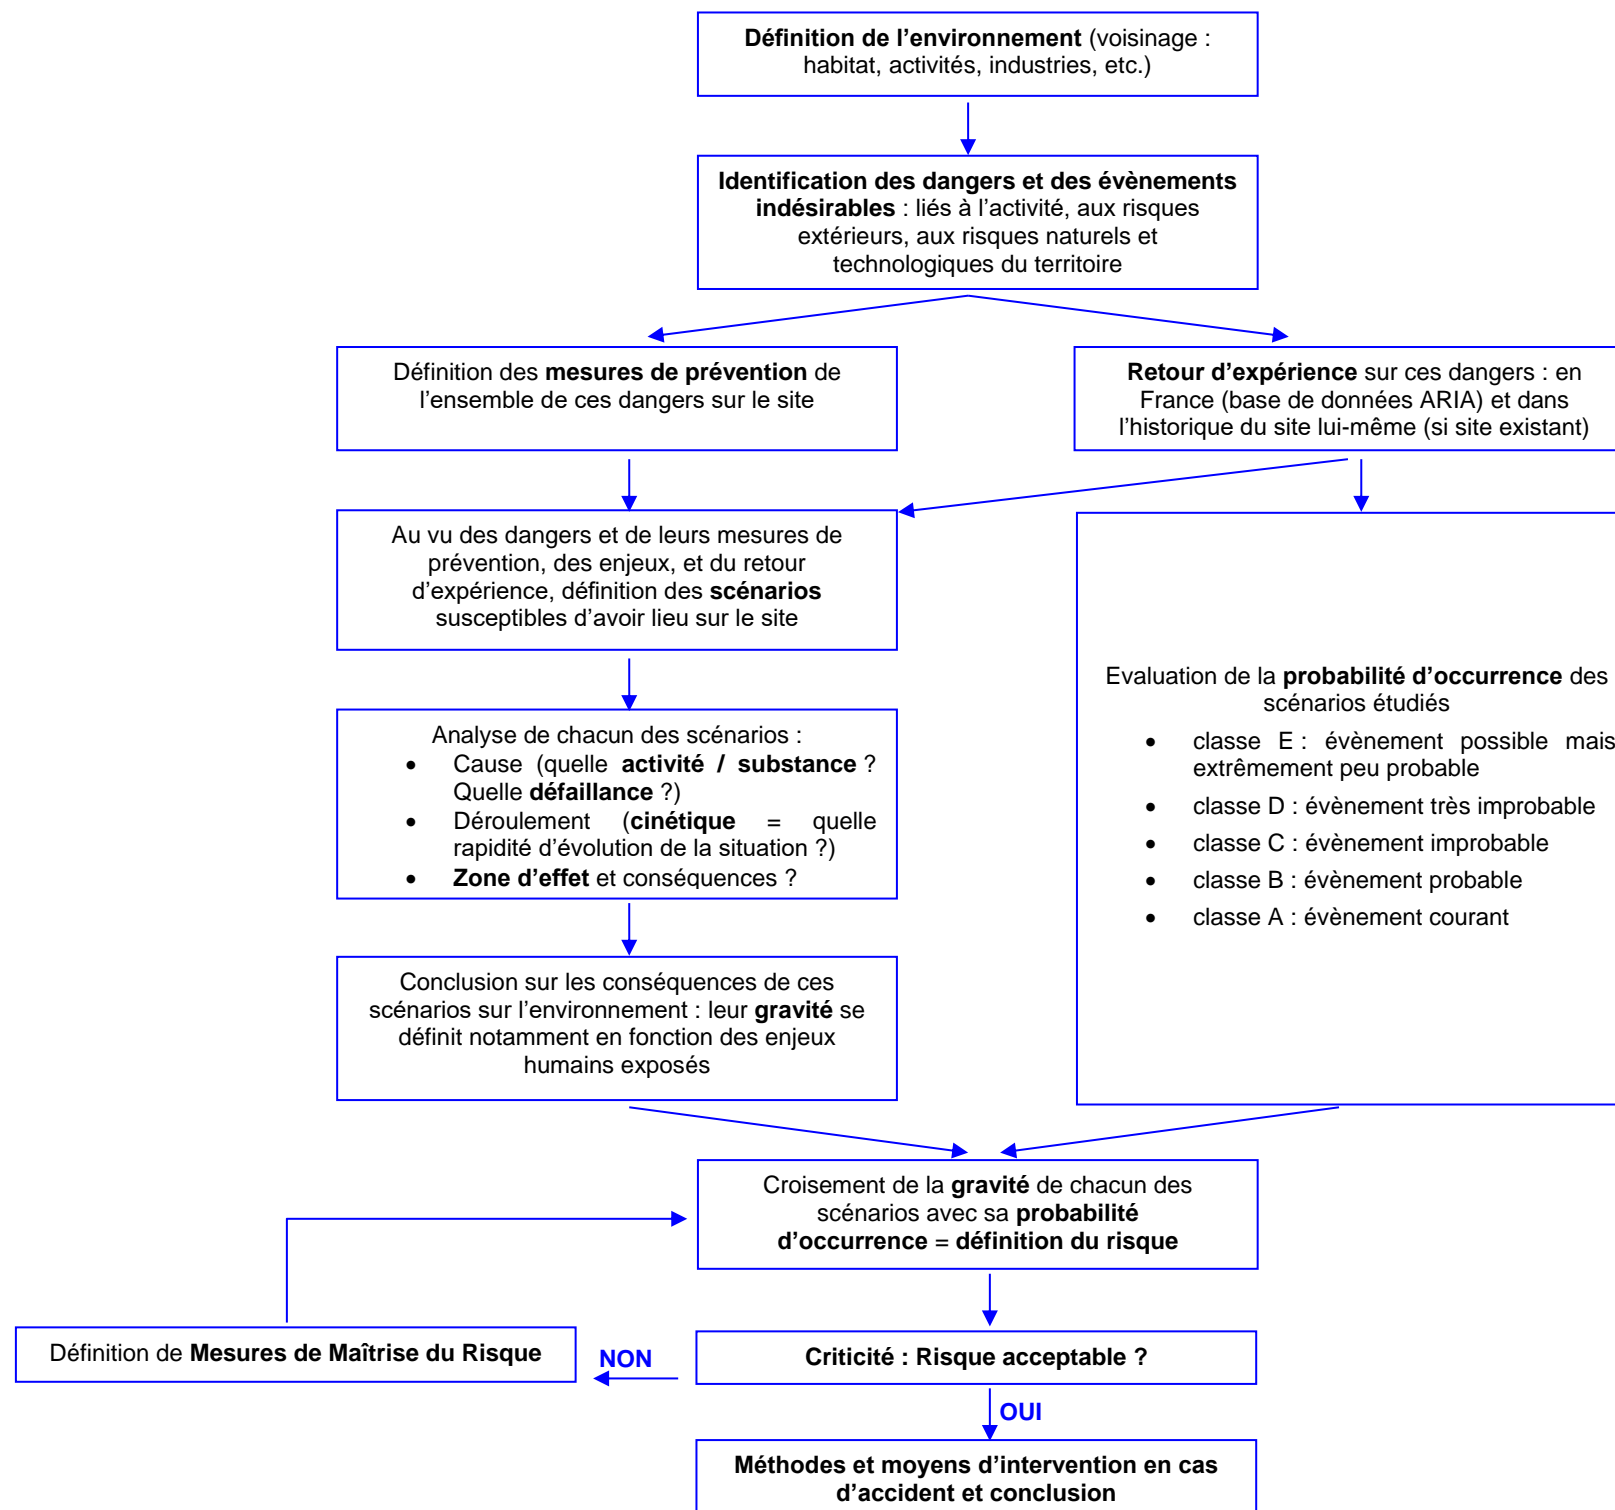 Définition de l’environnement (voisinage :
habitat, activités, industries, etc.)
Identification des dangers et des évènements
indésirables : liés à l’activité, aux risques
extérieurs, aux risques naturels et
technologiques du territoire
Définition des mesures de prévention de
l’ensemble de ces dangers sur le site
Retour d’expérience sur ces dangers : en
France (base de données ARIA) et dans
l’historique du site lui-même (si site existant)
Au vu des dangers et de leurs mesures de
prévention, des enjeux, et du retour
d’expérience, définition des scénarios
susceptibles d’avoir lieu sur le site
Analyse de chacun des scénarios :
• Cause (quelle activité / substance ?
Quelle défaillance ?)
• Déroulement (cinétique = quelle
rapidité d’évolution de la situation ?)
• Zone d’effet et conséquences ?
Conclusion sur les conséquences de ces
scénarios sur l’environnement : leur gravité se
définit notamment en fonction des enjeux
humains exposés
Evaluation de la probabilité d’occurrence des
scénarios étudiés
• classe E : évènement possible mais
extrêmement peu probable
• classe D : évènement très improbable
• classe C : évènement improbable
• classe B : évènement probable
• classe A : évènement courant
Croisement de la gravité de chacun des
scénarios avec sa probabilité
d’occurrence = définition du risque
Définition de Mesures de Maîtrise du Risque
NON
Criticité : Risque acceptable ?
OUI
Méthodes et moyens d’intervention en cas
d’accident et conclusion